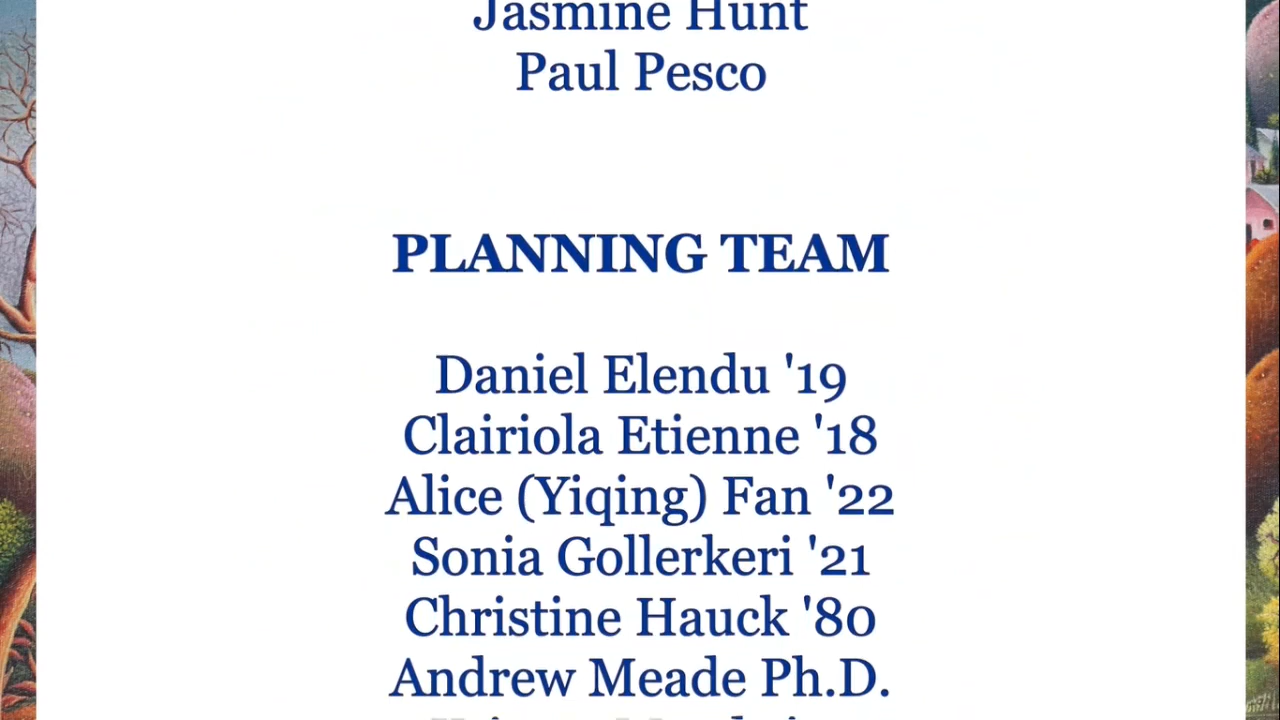 Jasmine Hunt
Paul Pesco
PLANNING TEAM
Daniel Elendu '19
Clairiola Etienne '18
Alice (Yiqing) Fan '22
Sonia Gollerkeri '21
Christine Hauck '80
Andrew Meade Ph.D.